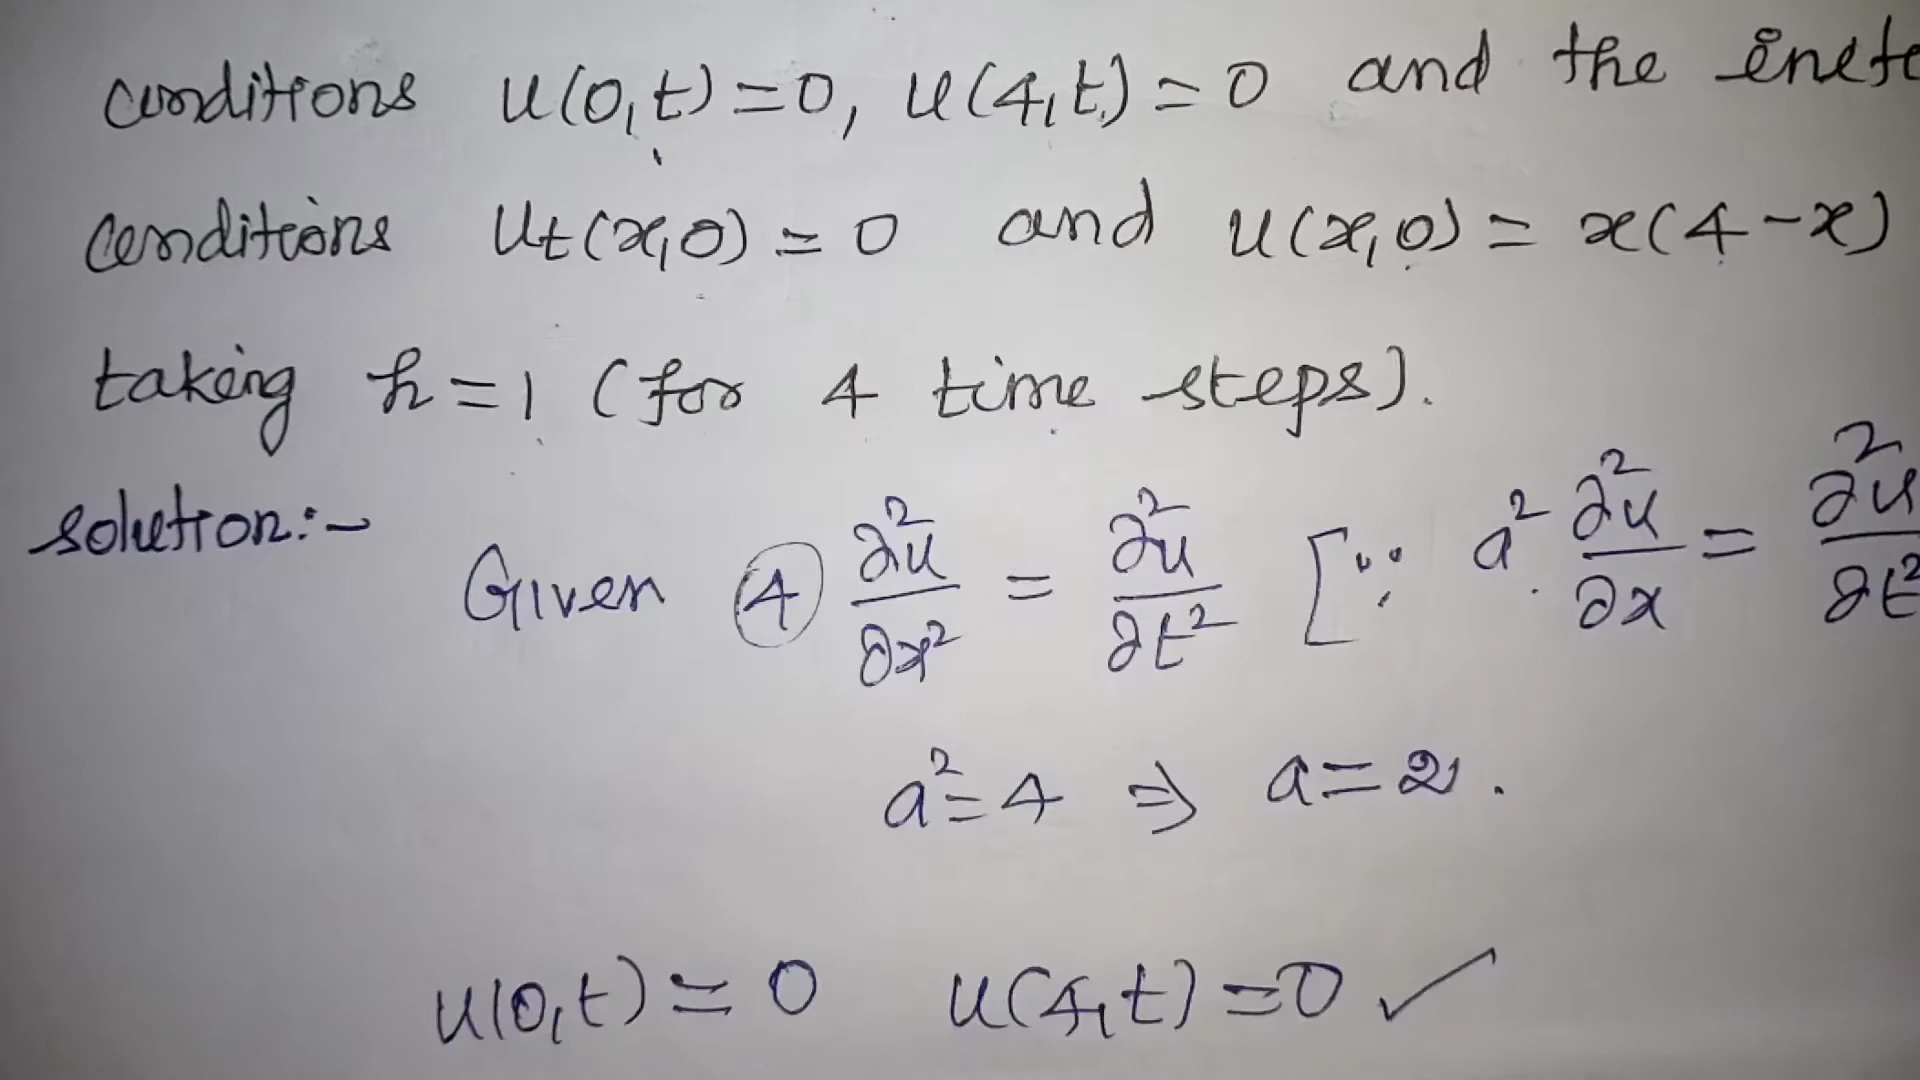 conditions u(0,t)=0, u(4,t)=0 and the
conditions ut(x,0)=0 and u(x,0)=x(4-x)
taking h=1 (for 4 time steps).
solution:- Given 4 ∂²u/∂x² = ∂²u/∂t² [∵ a² ∂²u/∂x = ∂²u/∂t²
a²=4 ⇒ a=2.
u(0,t)=0 u(4,t)=0 ✓